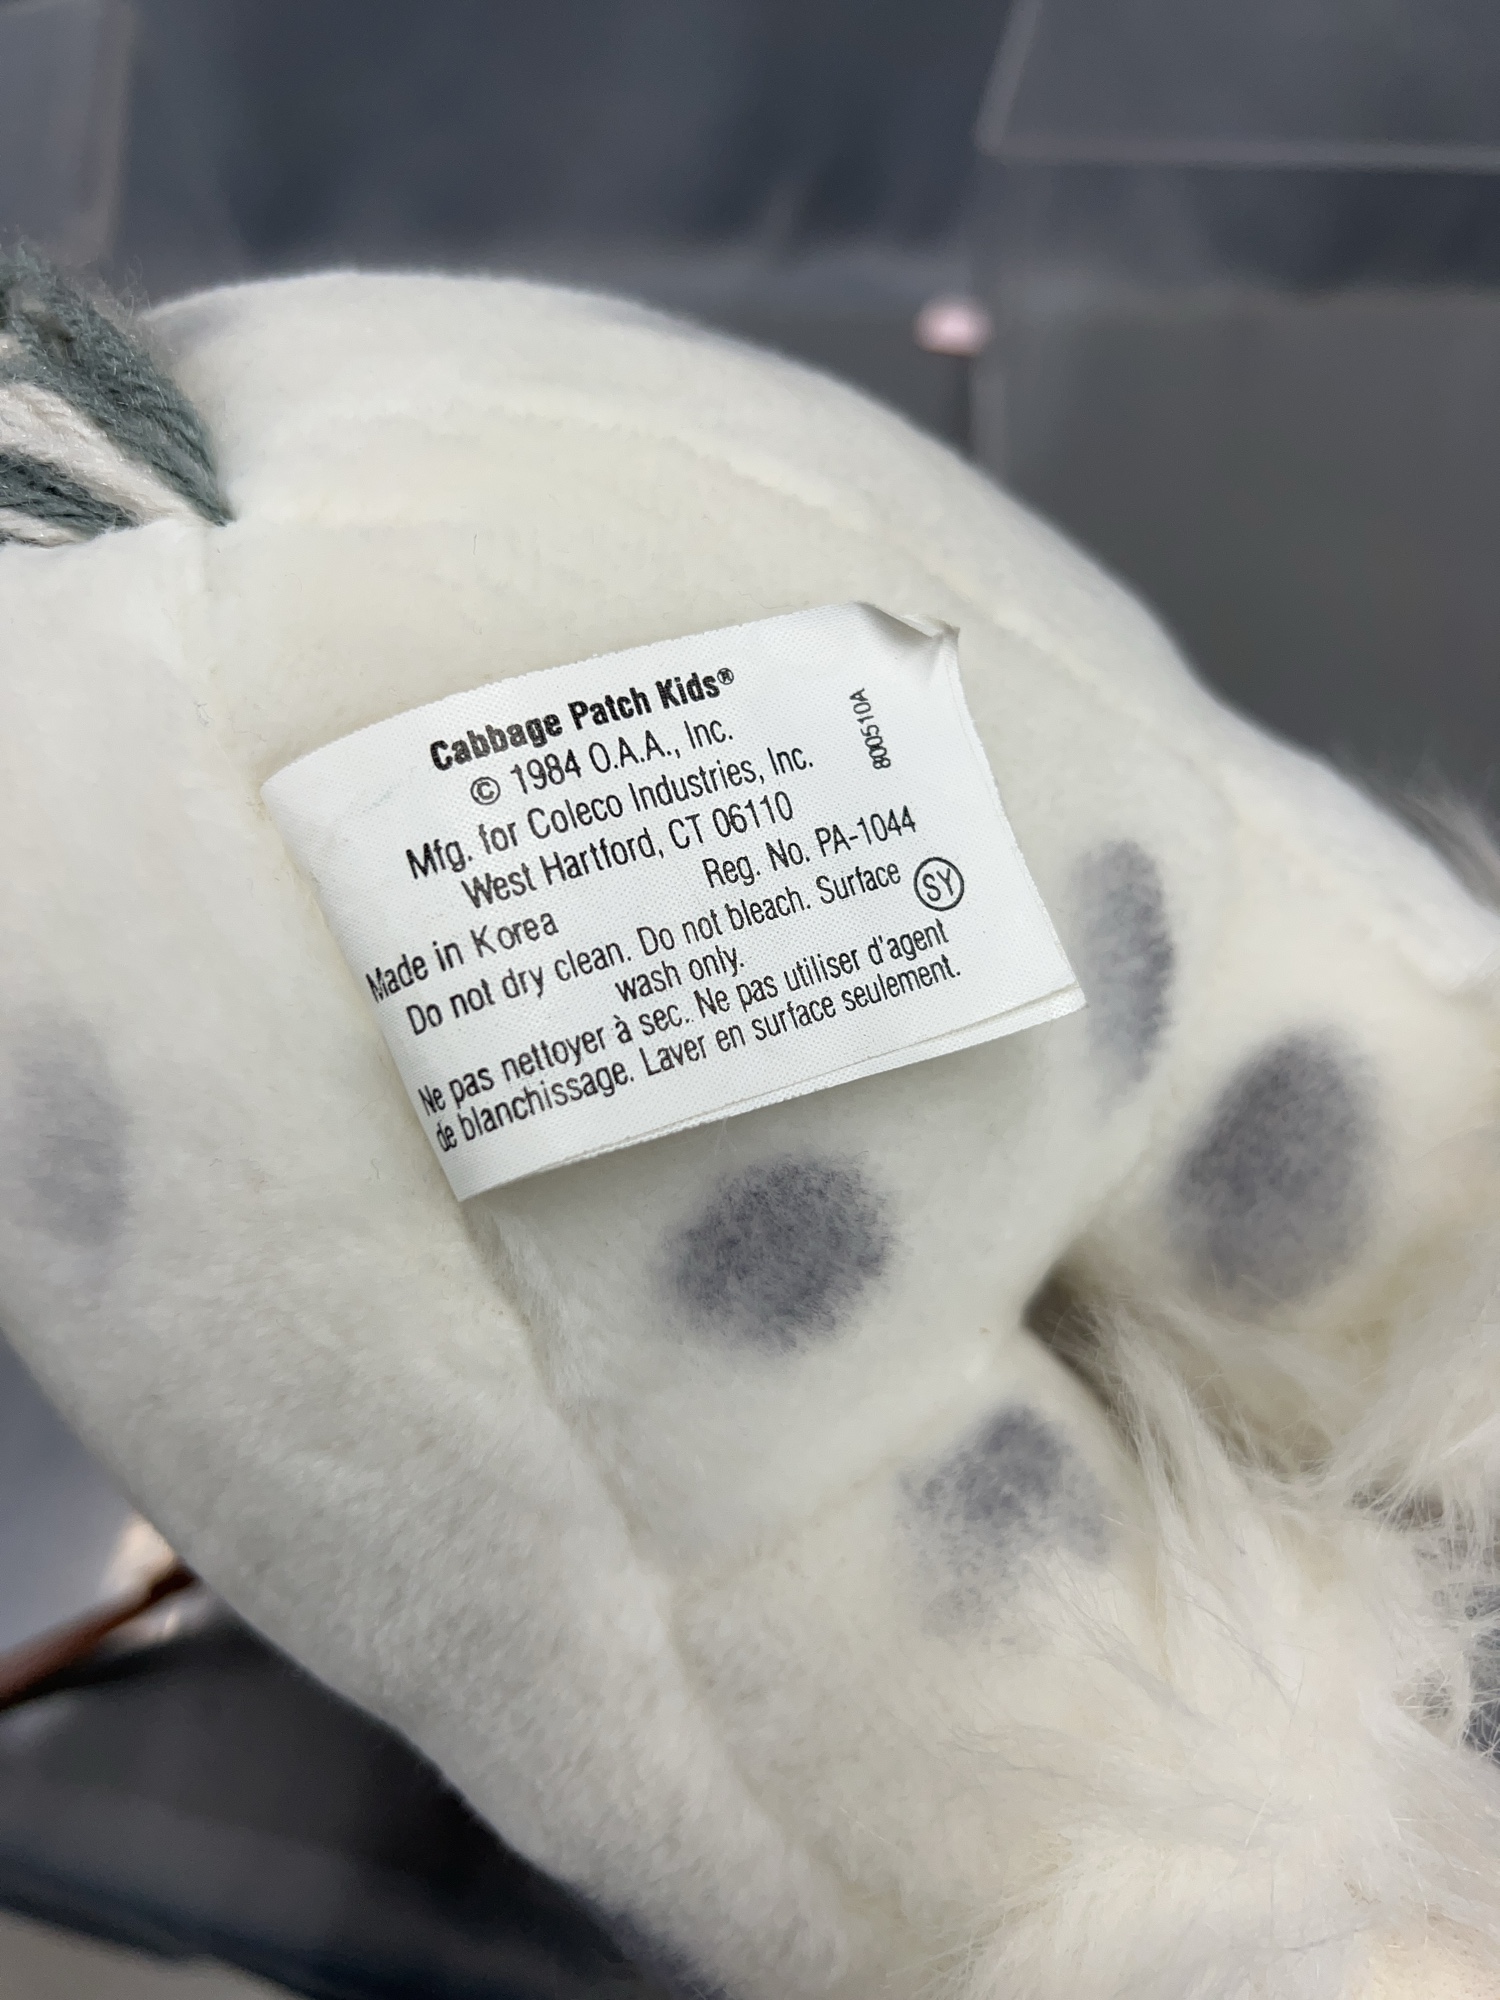 Cabbage Patch Kids®
© 1984 O.A.A., Inc.
Mfg. for Coleco Industries, Inc.
West Hartford, CT 06110
Reg. No. PA-1044
Made in Korea
Do not dry clean. Do not bleach. Surface
wash only.
Ne pas nettoyer à sec. Ne pas utiliser d'agent
de blanchissage. Laver en surface seulement.
SY
800510A